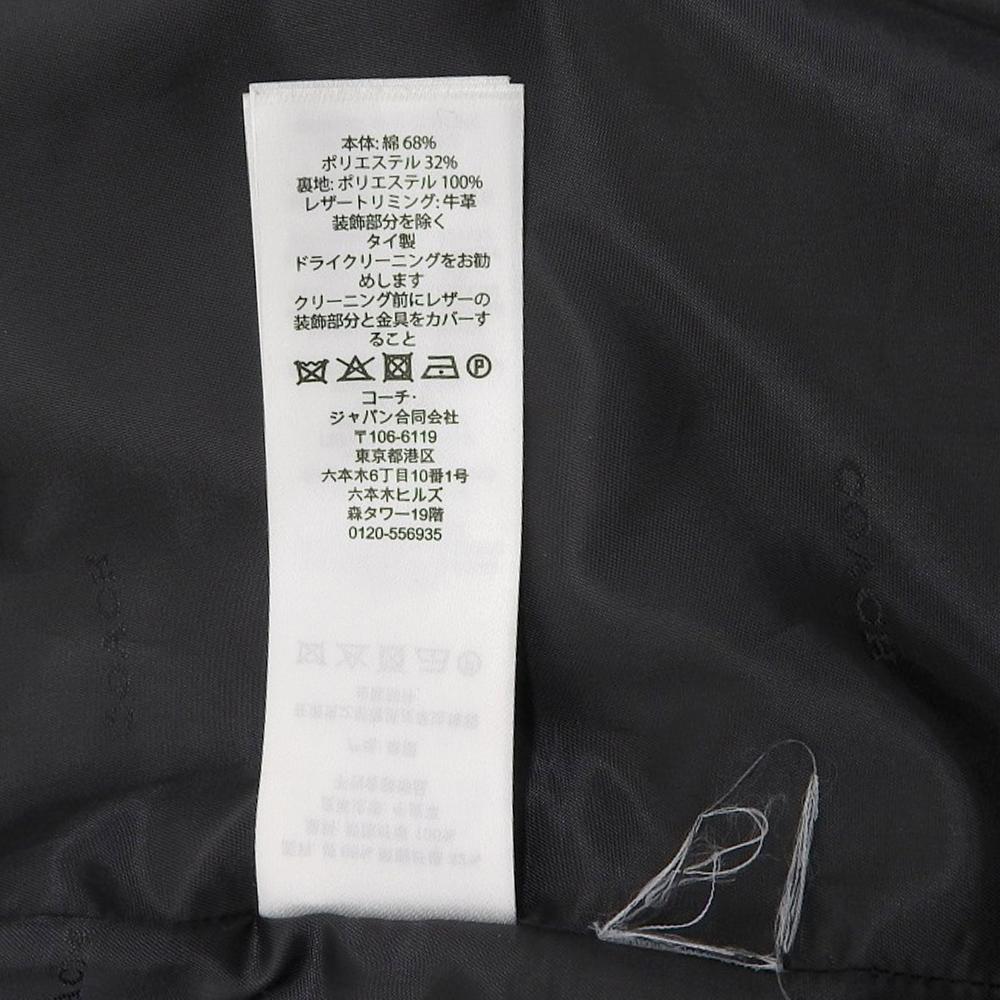 本体: 綿 68%
ポリエステル 32%
裏地: ポリエステル 100%
レザートリミング: 牛革
装飾部分を除く
タイ製
ドライクリーニングをお勧
めします
クリーニング前にレザーの
装飾部分と金具をカバーす
ること
P
コーチ・
ジャパン合同会社
〒106-6119
東京都港区
六本木6丁目10番1号
六本木ヒルズ
森タワー19階
0120-556935
COACH
COACH